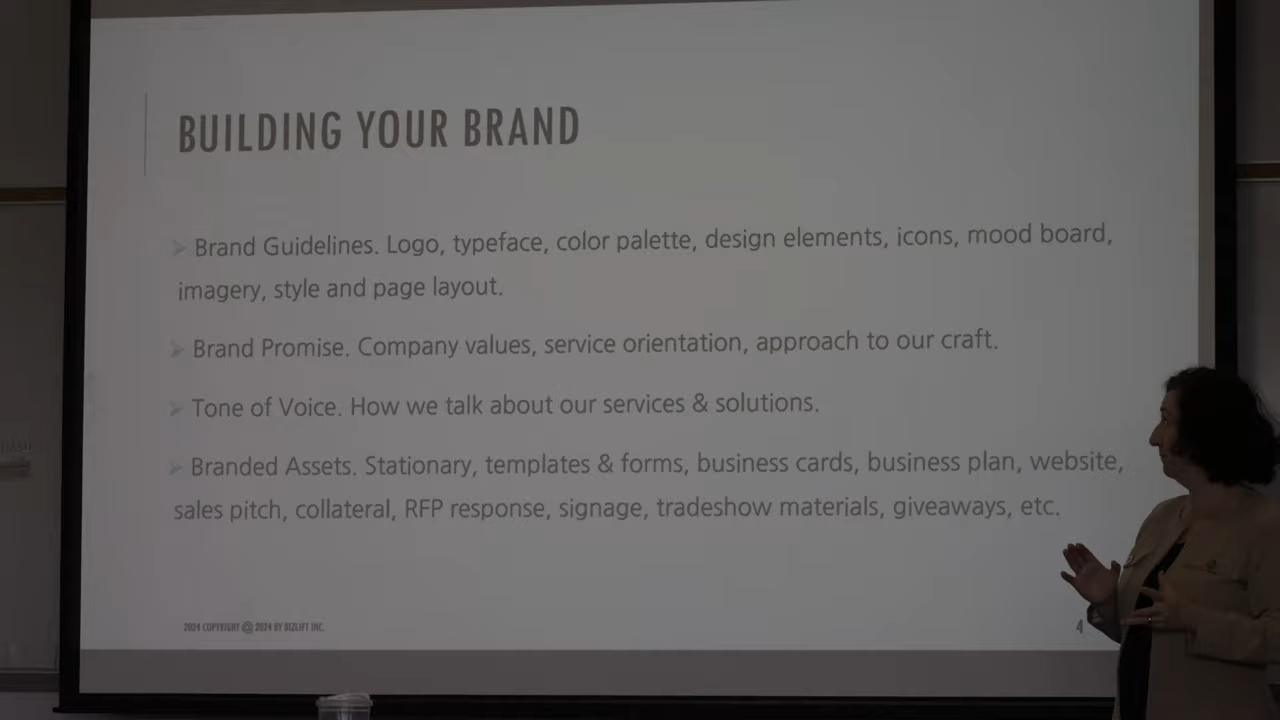 BUILDING YOUR BRAND
Brand Guidelines. Logo, typeface, color palette, design elements, icons, mood board,
imagery, style and page layout.
Brand Promise. Company values, service orientation, approach to our craft.
Tone of Voice. How we talk about our services & solutions.
Branded Assets. Stationary, templates & forms, business cards, business plan, website,
sales pitch, collateral, RFP response, signage, tradeshow materials, giveaways, etc.
2024 COPYRIGHT @ 2024 BY BIZLIFT INC.
4